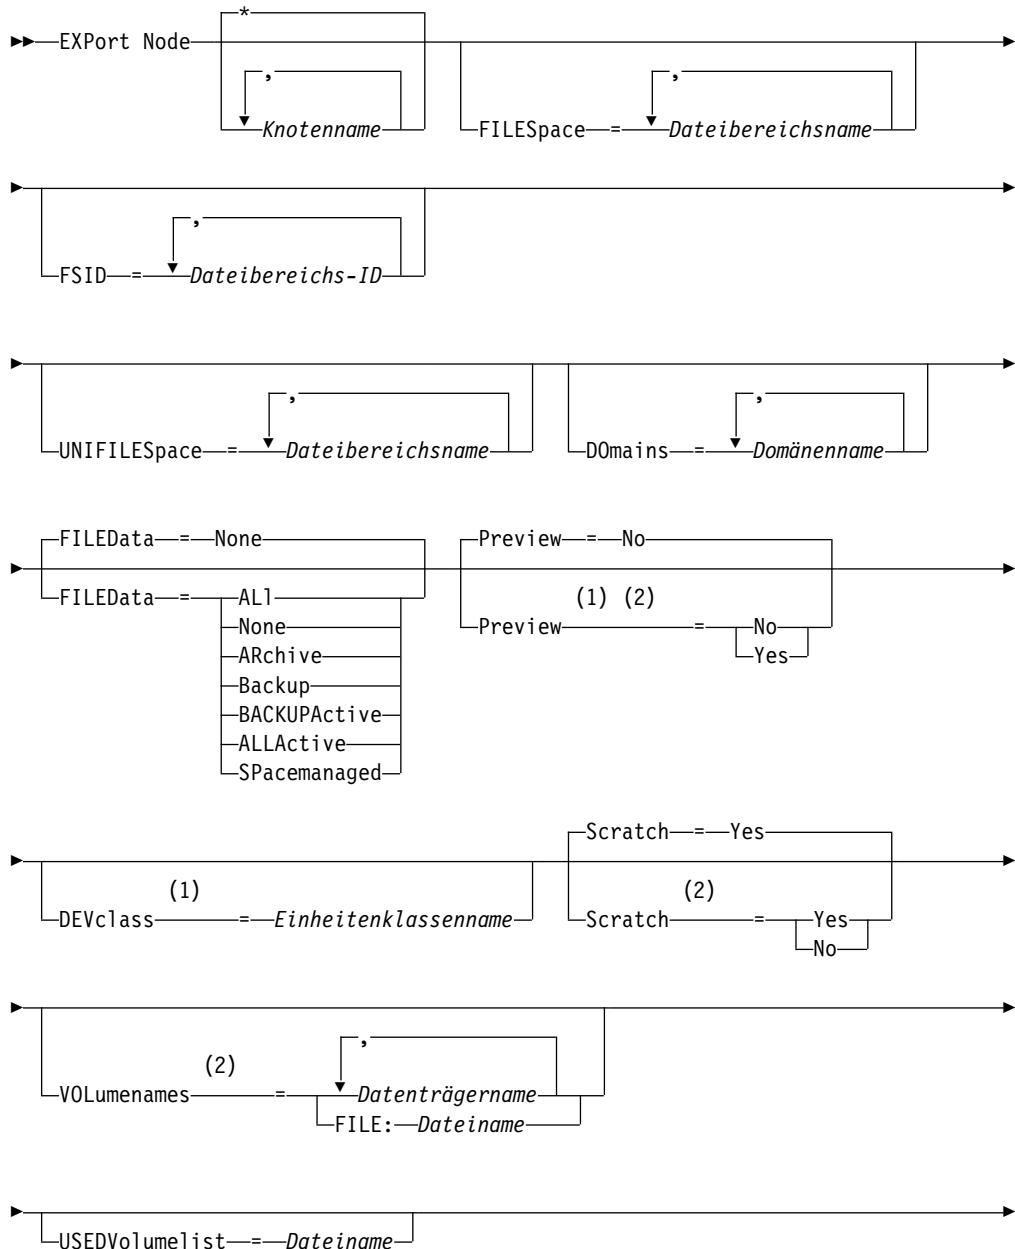 *
EXPort Node
,
Knotenname
,
FILESpace = Dateibereichsname
,
FSID = Dateibereichs-ID
,
UNIFILESpace = Dateibereichsname
,
DOmains = Domänenname
FILEData = None
FILEData = ALl
None
ARchive
Backup
BACKUPActive
ALLActive
SPacemanaged
Preview = No
(1) (2)
Preview = No
Yes
(1)
DEVclass = Einheitenklassenname
Scratch = Yes
(2)
Scratch = Yes
No
(2)
,
VOLumenames = Datenträgername
FILE: Dateiname
USEDVolumelist = Dateiname